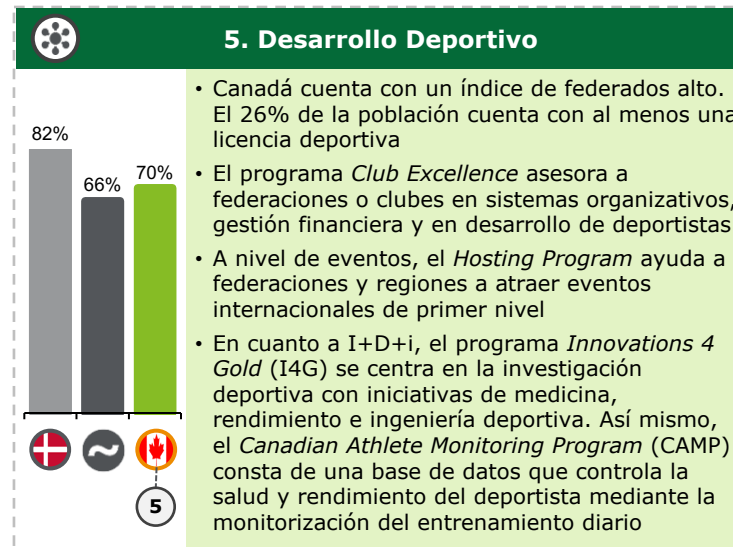 5. Desarrollo Deportivo
82%
66%
70%
5
• Canadá cuenta con un índice de federados alto.
El 26% de la población cuenta con al menos una
licencia deportiva
• El programa Club Excellence asesora a
federaciones o clubes en sistemas organizativos,
gestión financiera y en desarrollo de deportistas
• A nivel de eventos, el Hosting Program ayuda a
federaciones y regiones a atraer eventos
internacionales de primer nivel
• En cuanto a I+D+i, el programa Innovations 4
Gold (I4G) se centra en la investigación
deportiva con iniciativas de medicina,
rendimiento e ingeniería deportiva. Así mismo,
el Canadian Athlete Monitoring Program (CAMP)
consta de una base de datos que controla la
salud y rendimiento del deportista mediante la
monitorización del entrenamiento diario